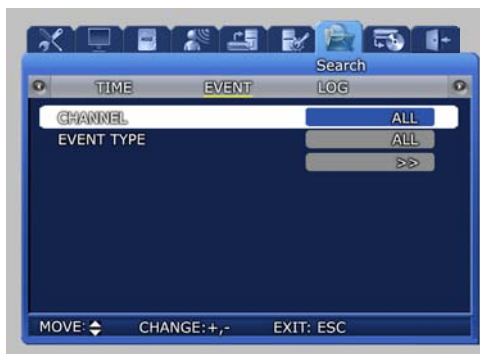 Search
TIME EVENT LOG
CHANNEL ALL
EVENT TYPE ALL
>>
MOVE: CHANGE:+,- EXIT: ESC